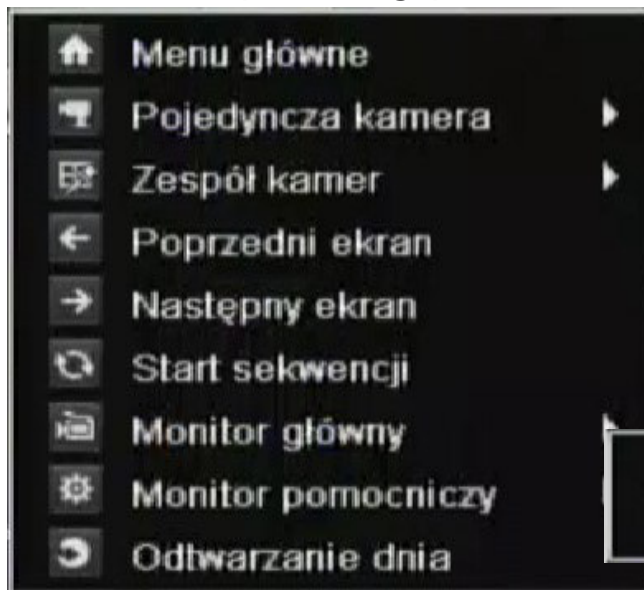 Menu główne
Pojedyncza kamera
Zespół kamer
Poprzedni ekran
Następny ekran
Start sekwencji
Monitor główny
Monitor pomocniczy
Odtwarzanie dnia